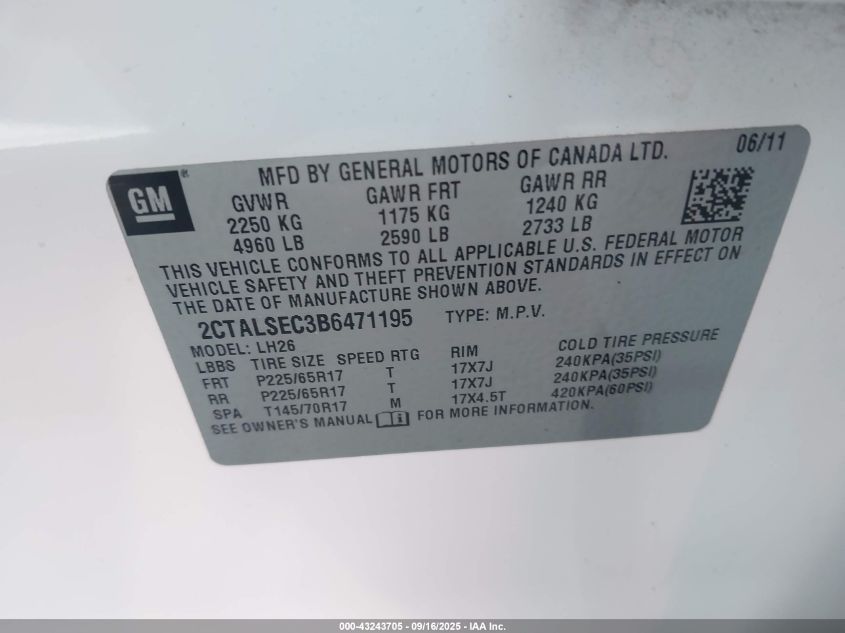 GM® MFD BY GENERAL MOTORS OF CANADA LTD. 06/11
GVWR GAWR FRT GAWR RR
2250 KG 1175 KG 1240 KG
4960 LB 2590 LB 2733 LB
THIS VEHICLE CONFORMS TO ALL APPLICABLE U.S. FEDERAL MOTOR
VEHICLE SAFETY AND THEFT PREVENTION STANDARDS IN EFFECT ON
THE DATE OF MANUFACTURE SHOWN ABOVE.
2CTALSEC3B6471195 TYPE: M.P.V.
MODEL: LH26
LBBS TIRE SIZE SPEED RTG RIM COLD TIRE PRESSURE
FRT P225/65R17 T 17X7J 240KPA(35PSI)
RR P225/65R17 T 17X7J 240KPA(35PSI)
SPA T145/70R17 M 17X4.5T 420KPA(60PSI)
SEE OWNER'S MANUAL FOR MORE INFORMATION.
000-43243705 - 09/16/2025 - IAA Inc.